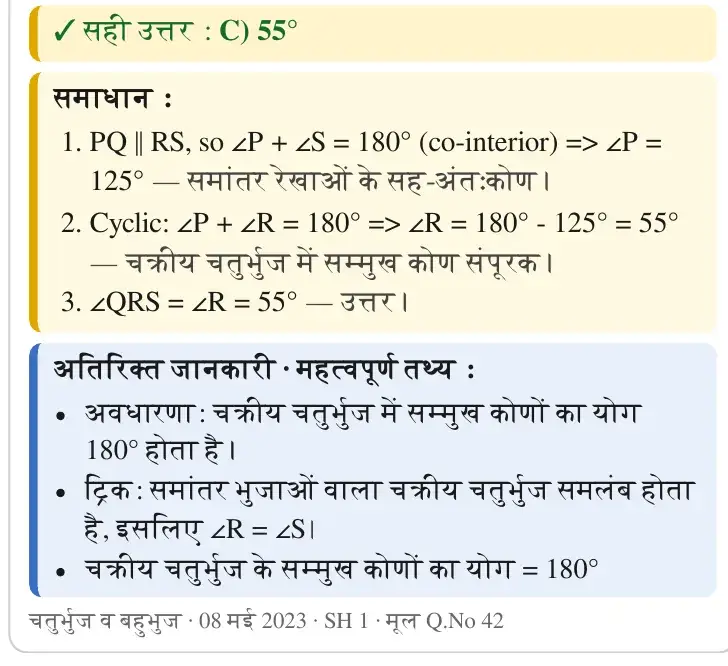 ✓ सही उत्तर : C) 55°
समाधान :
1. PQ || RS, so ∠P + ∠S = 180° (co-interior) => ∠P =
125° — समांतर रेखाओं के सह-अंतःकोण।
2. Cyclic: ∠P + ∠R = 180° => ∠R = 180° - 125° = 55°
— चक्रीय चतुर्भुज में सम्मुख कोण संपूरक।
3. ∠QRS = ∠R = 55° — उत्तर।
अतिरिक्त जानकारी · महत्वपूर्ण तथ्य :
• अवधारणा : चक्रीय चतुर्भुज में सम्मुख कोणों का योग
180° होता है।
• ट्रिक : समांतर भुजाओं वाला चक्रीय चतुर्भुज समलंब होता
है, इसलिए ∠R = ∠S।
• चक्रीय चतुर्भुज के सम्मुख कोणों का योग = 180°
चतुर्भुज व बहुभुज · 08 मई 2023 · SH 1 · मूल Q.No 42